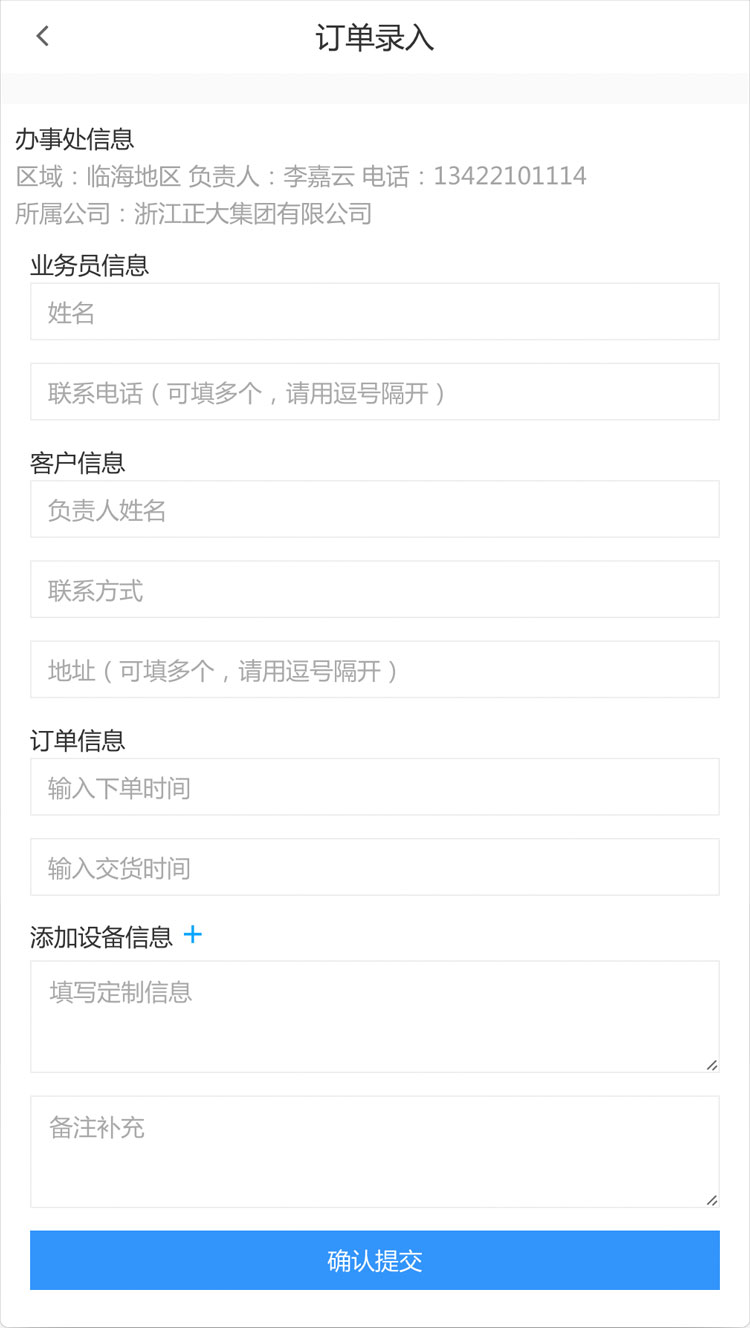 订单录入
办事处信息
区域：临海地区 负责人：李嘉云 电话：13422101114
所属公司：浙江正大集团有限公司
业务员信息
姓名
联系电话（可填多个，请用逗号隔开）
客户信息
负责人姓名
联系方式
地址（可填多个，请用逗号隔开）
订单信息
输入下单时间
输入交货时间
添加设备信息 +
填写定制信息
备注补充
确认提交